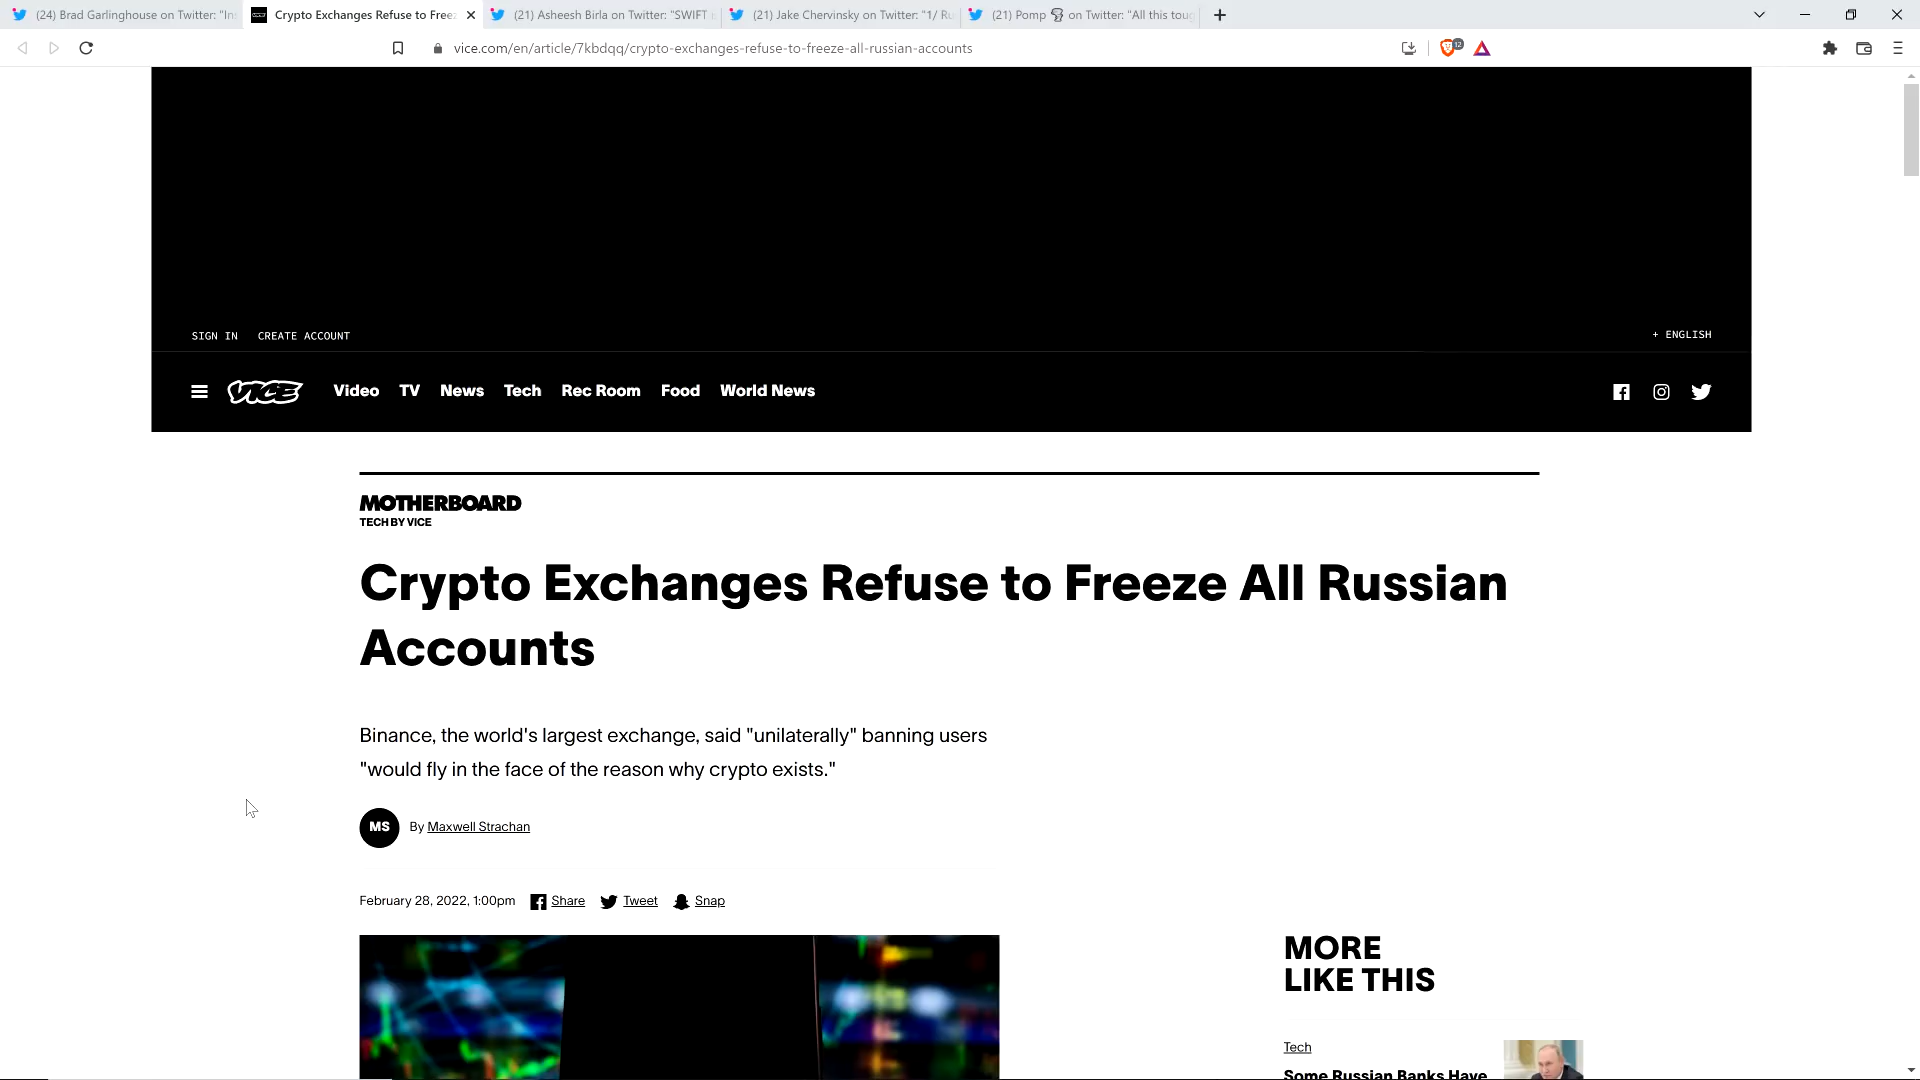 (24) Brad Garlinghouse on Twitter: "In
Crypto Exchanges Refuse to Freez
(21) Asheesh Birla on Twitter: "SWIFT
(21) Jake Chervinsky on Twitter: "1/ Ru
(21) Pomp 🌪 on Twitter: "All this toug
vice.com/en/article/7kbdqq/crypto-exchanges-refuse-to-freeze-all-russian-accounts
12
SIGN IN CREATE ACCOUNT
+ ENGLISH
VICE Video TV News Tech Rec Room Food World News
MOTHERBOARD
TECH BY VICE
Crypto Exchanges Refuse to Freeze All Russian
Accounts
Binance, the world's largest exchange, said "unilaterally" banning users
"would fly in the face of the reason why crypto exists."
MS By Maxwell Strachan
February 28, 2022, 1:00pm Share Tweet Snap
MORE
LIKE THIS
Tech
Some Russian Banks Have